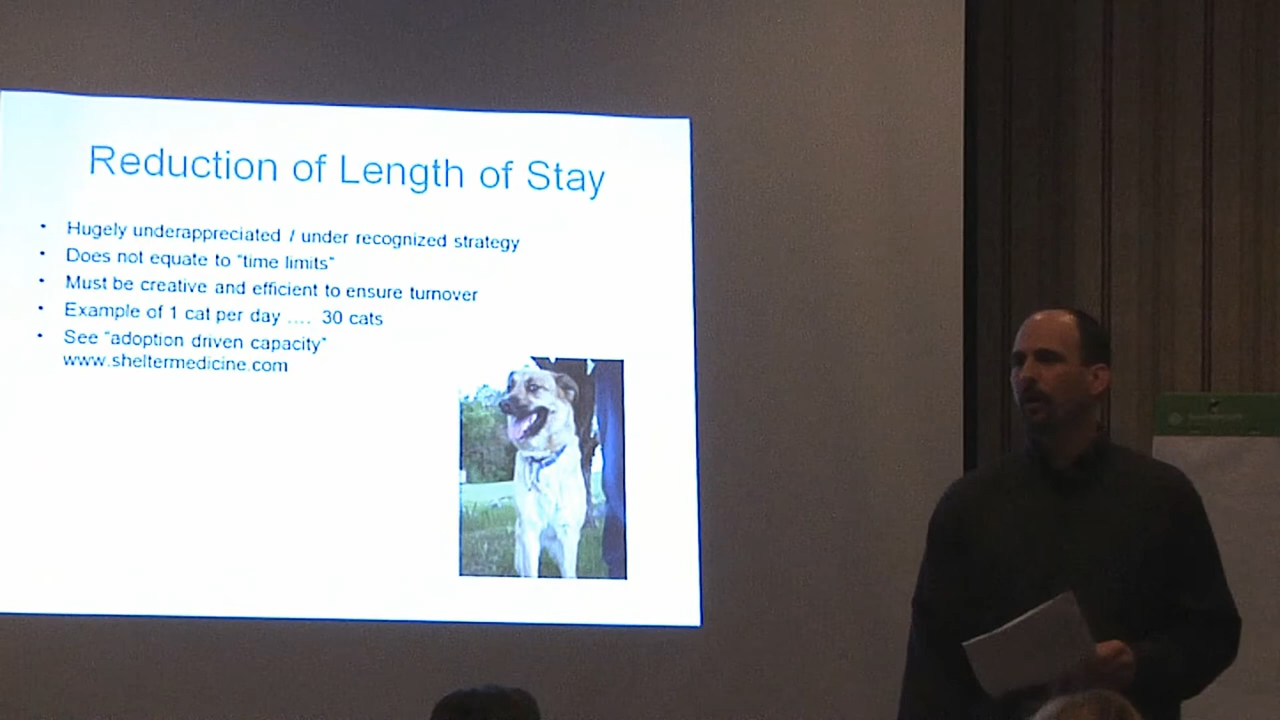 Reduction of Length of Stay
• Hugely underappreciated / under recognized strategy
• Does not equate to "time limits"
• Must be creative and efficient to ensure turnover
• Example of 1 cat per day .... 30 cats
• See "adoption driven capacity"
www.sheltermedicine.com